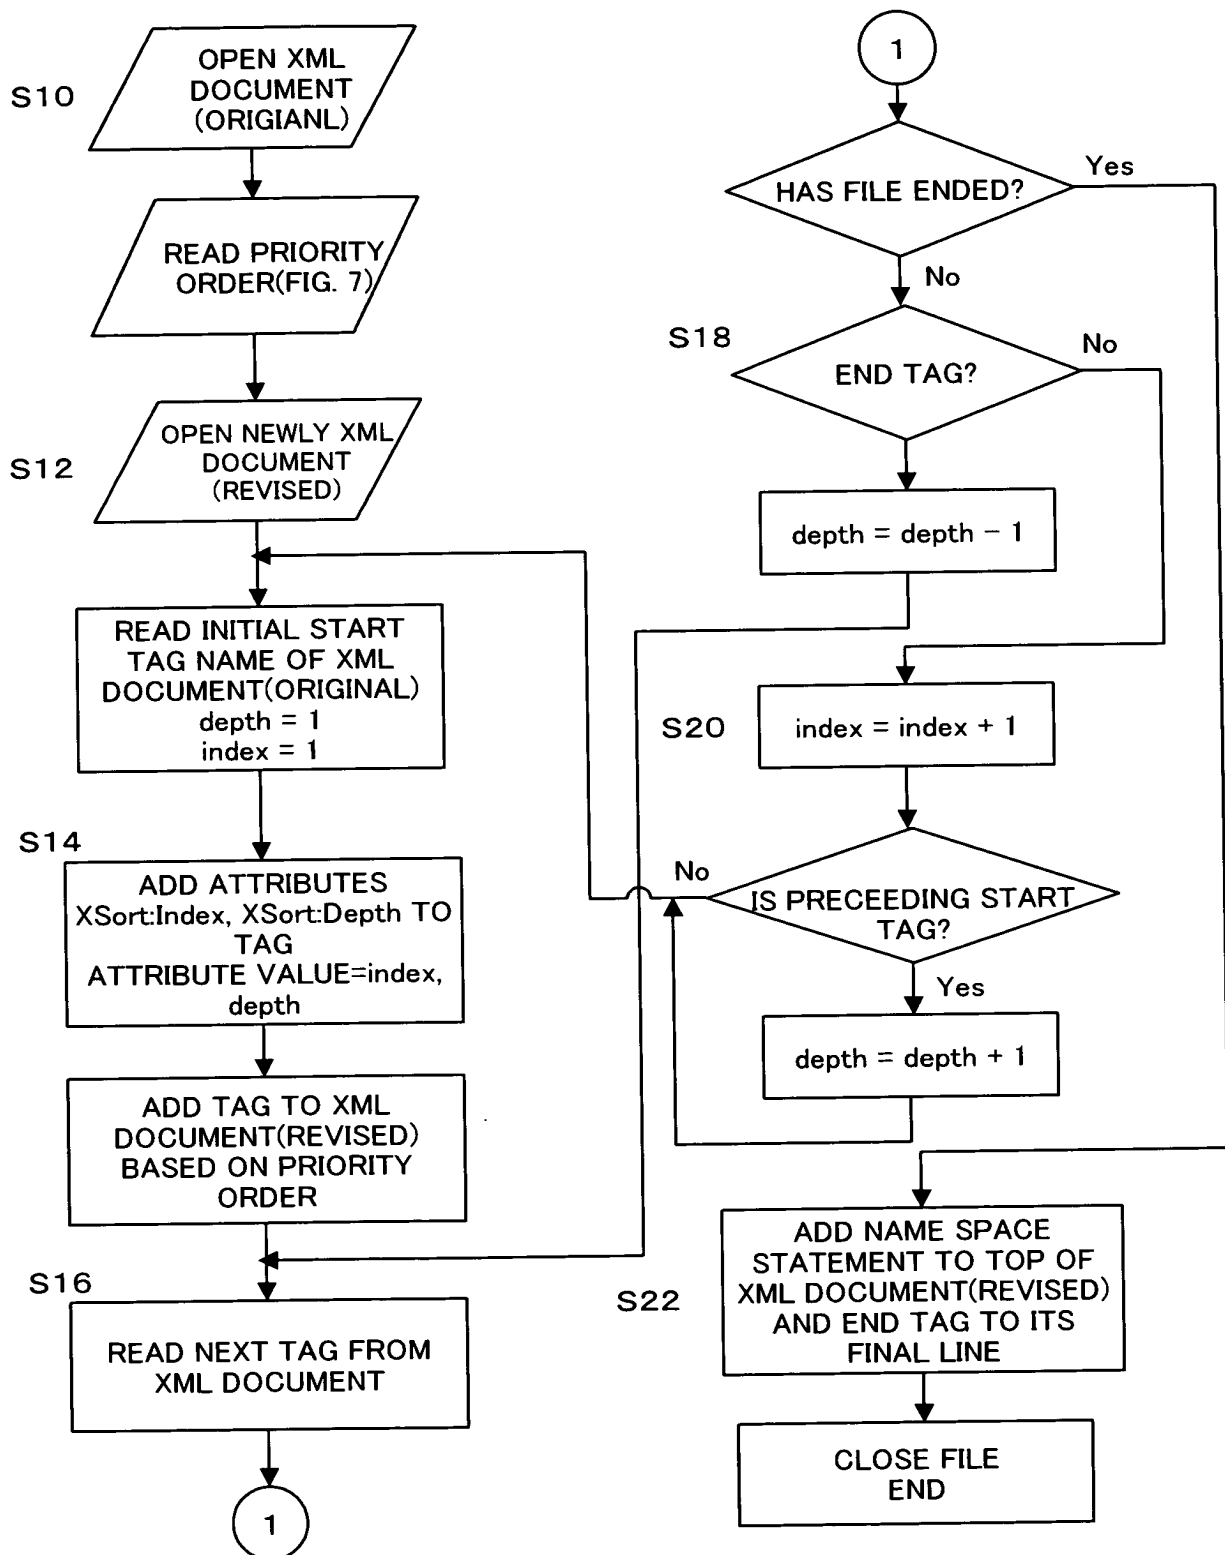 S10
OPEN XML
DOCUMENT
(ORIGIANL)
READ PRIORITY
ORDER(FIG. 7)
S12
OPEN NEWLY XML
DOCUMENT
(REVISED)
READ INITIAL START
TAG NAME OF XML
DOCUMENT(ORIGINAL)
depth = 1
index = 1
S14
ADD ATTRIBUTES
XSort:Index, XSort:Depth TO
TAG
ATTRIBUTE VALUE=index,
depth
ADD TAG TO XML
DOCUMENT(REVISED)
BASED ON PRIORITY
ORDER
S16
READ NEXT TAG FROM
XML DOCUMENT
1
1
HAS FILE ENDED?
Yes
No
S18
END TAG?
No
depth = depth - 1
S20
index = index + 1
No
IS PRECEEDING START
TAG?
Yes
depth = depth + 1
S22
ADD NAME SPACE
STATEMENT TO TOP OF
XML DOCUMENT(REVISED)
AND END TAG TO ITS
FINAL LINE
CLOSE FILE
END